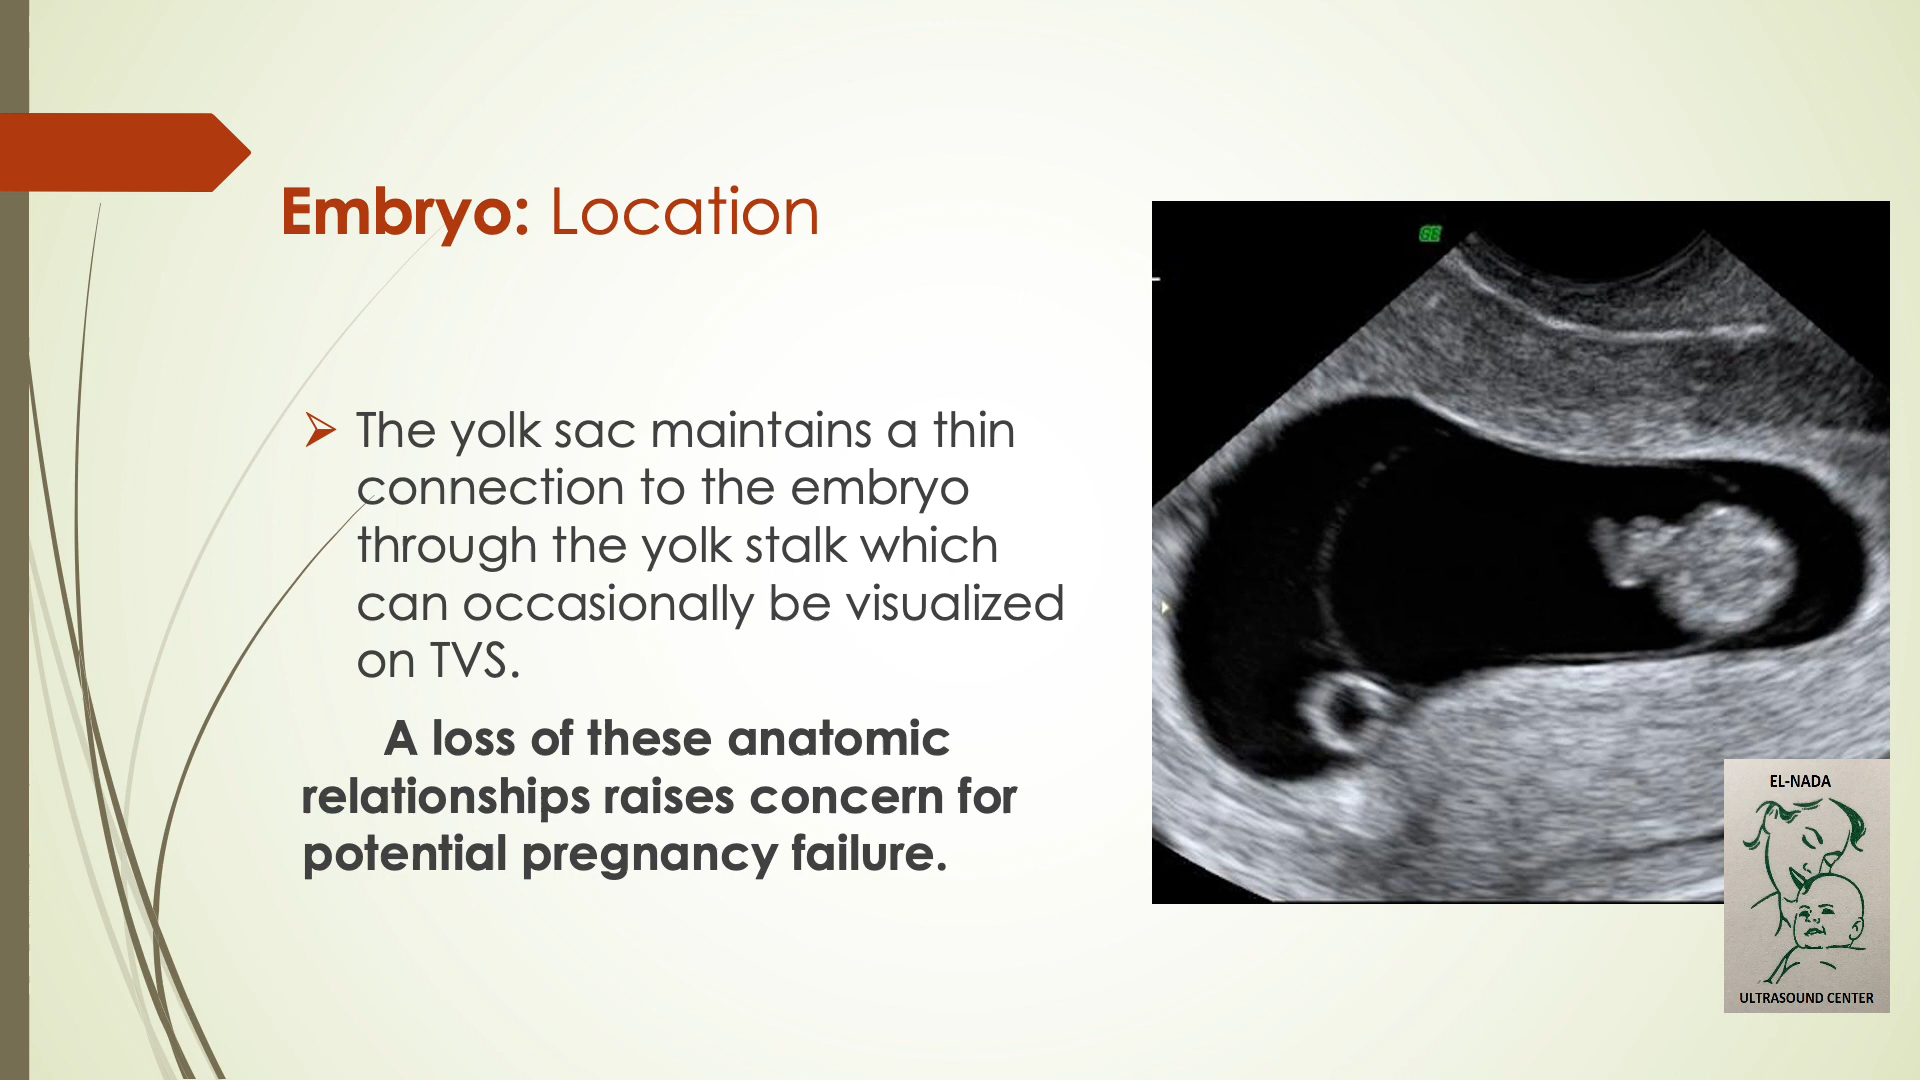 Embryo: Location
The yolk sac maintains a thin
connection to the embryo
through the yolk stalk which
can occasionally be visualized
on TVS.
A loss of these anatomic
relationships raises concern for
potential pregnancy failure.
GE
EL-NADA
ULTRASOUND CENTER